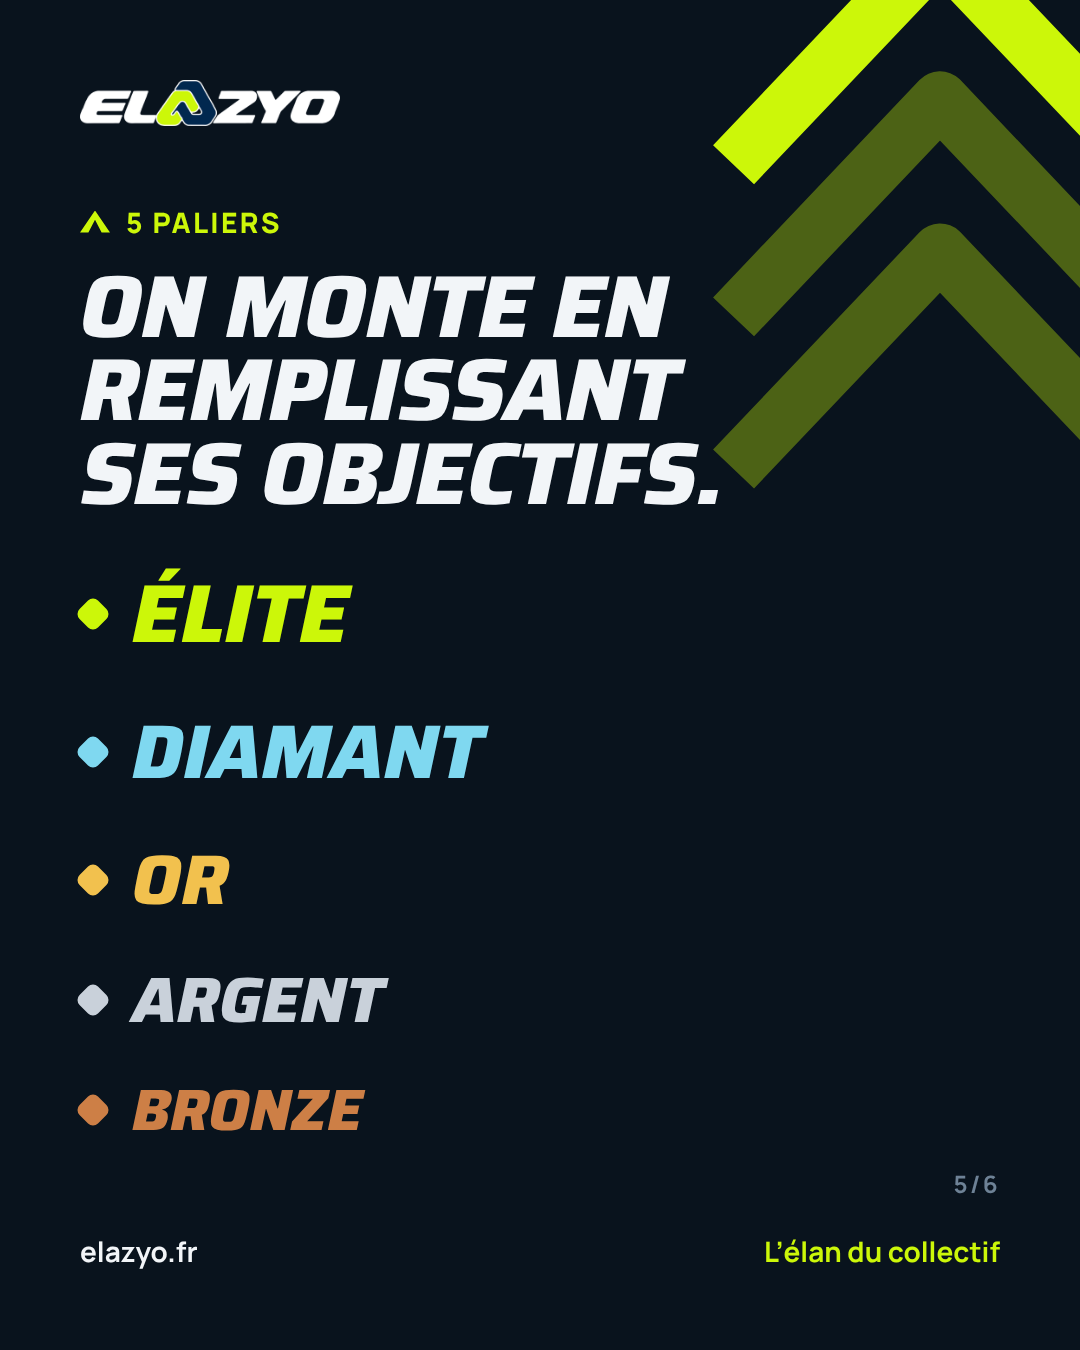 ELAZYO
5 PALIERS
ON MONTE EN
REMPLISSANT
SES OBJECTIFS.
ÉLITE
DIAMANT
OR
ARGENT
BRONZE
5/6
elazyo.fr
L’élan du collectif